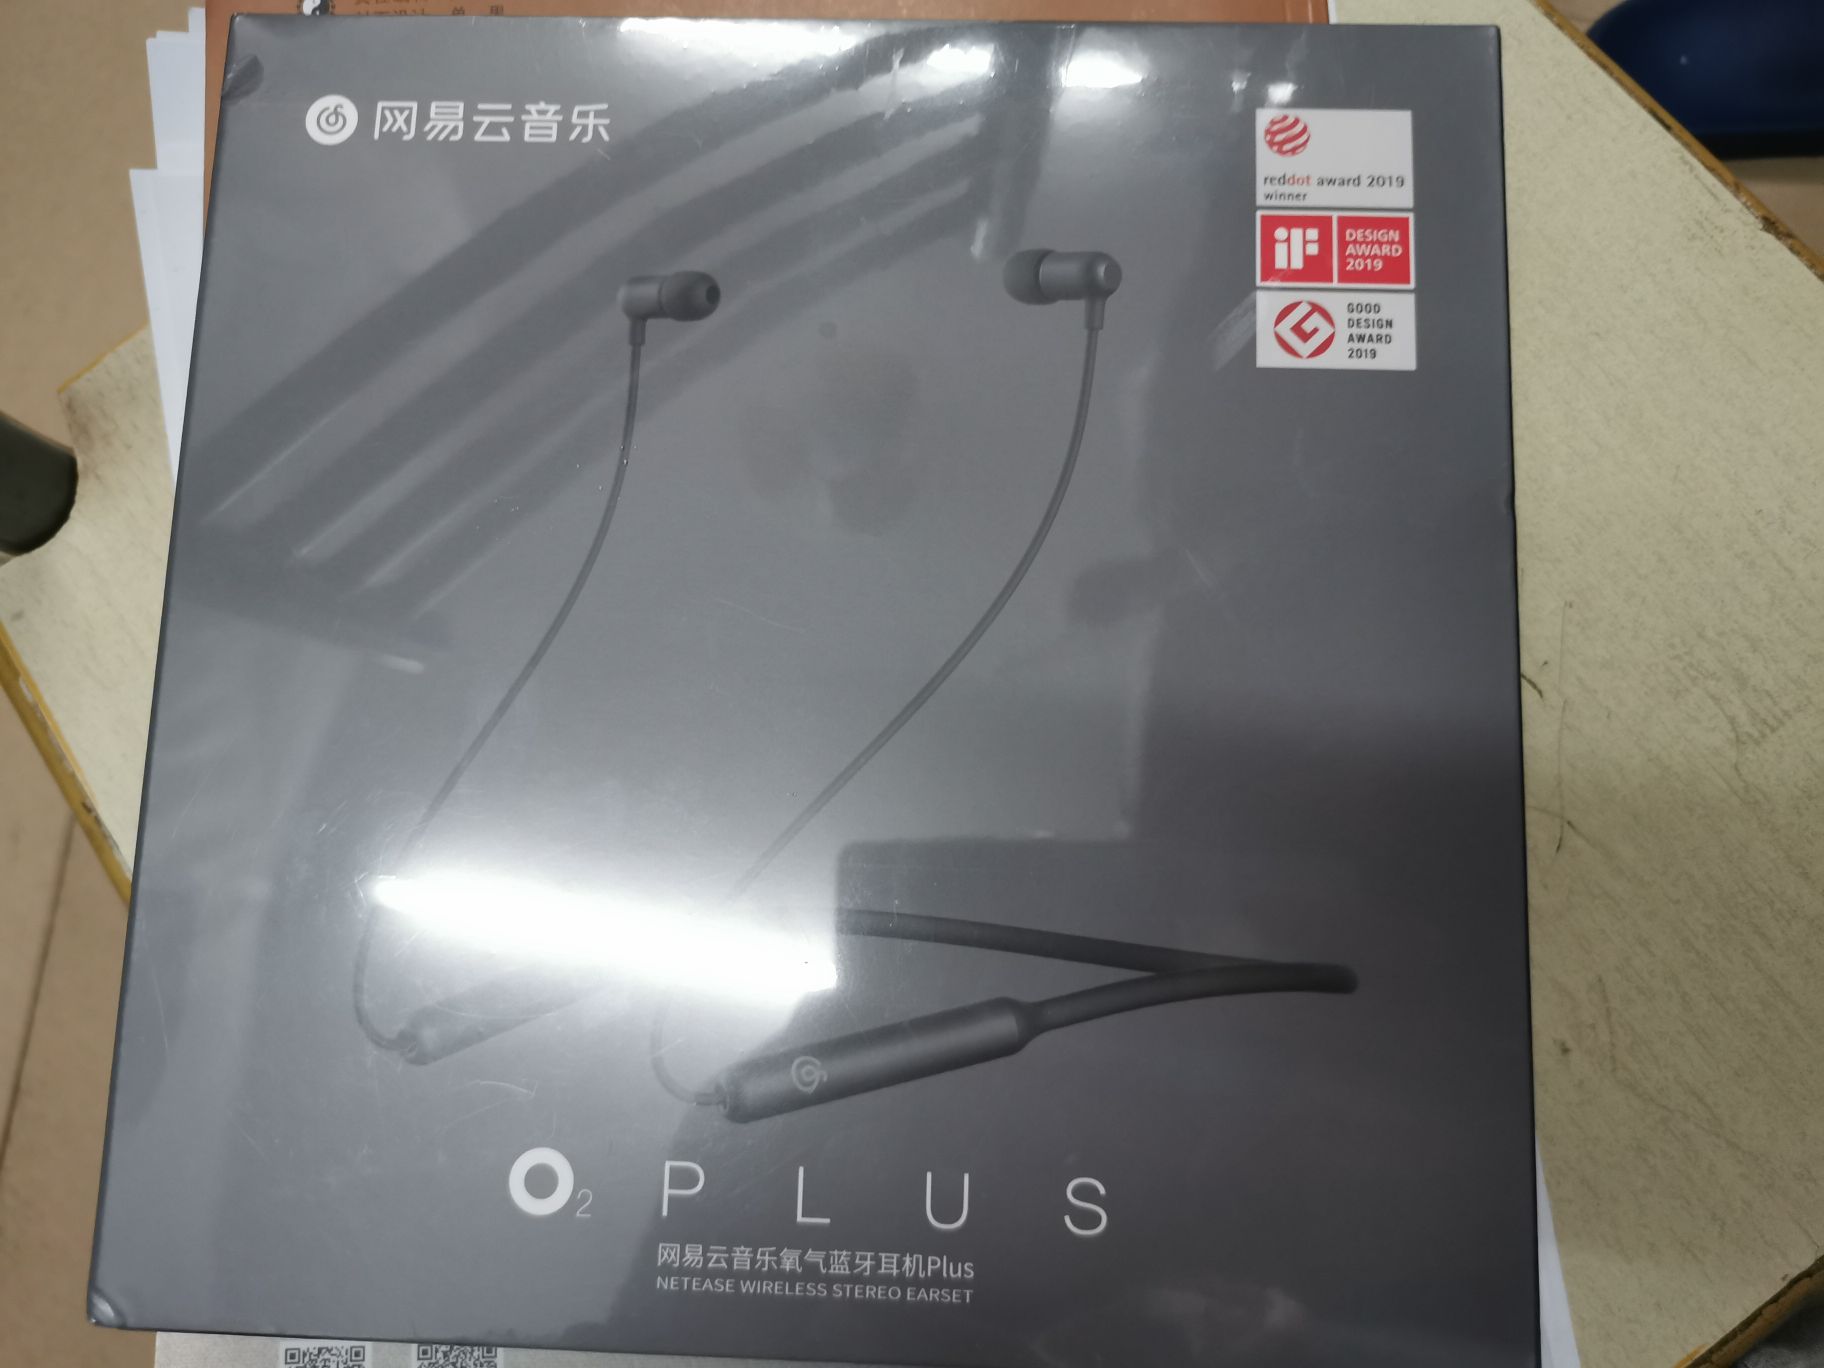 网易云音乐
reddot award 2019
winner
iF
DESIGN
AWARD
2019
GOOD
DESIGN
AWARD
2019
O2 PLUS
网易云音乐氧气蓝牙耳机Plus
NETEASE WIRELESS STEREO EARSET